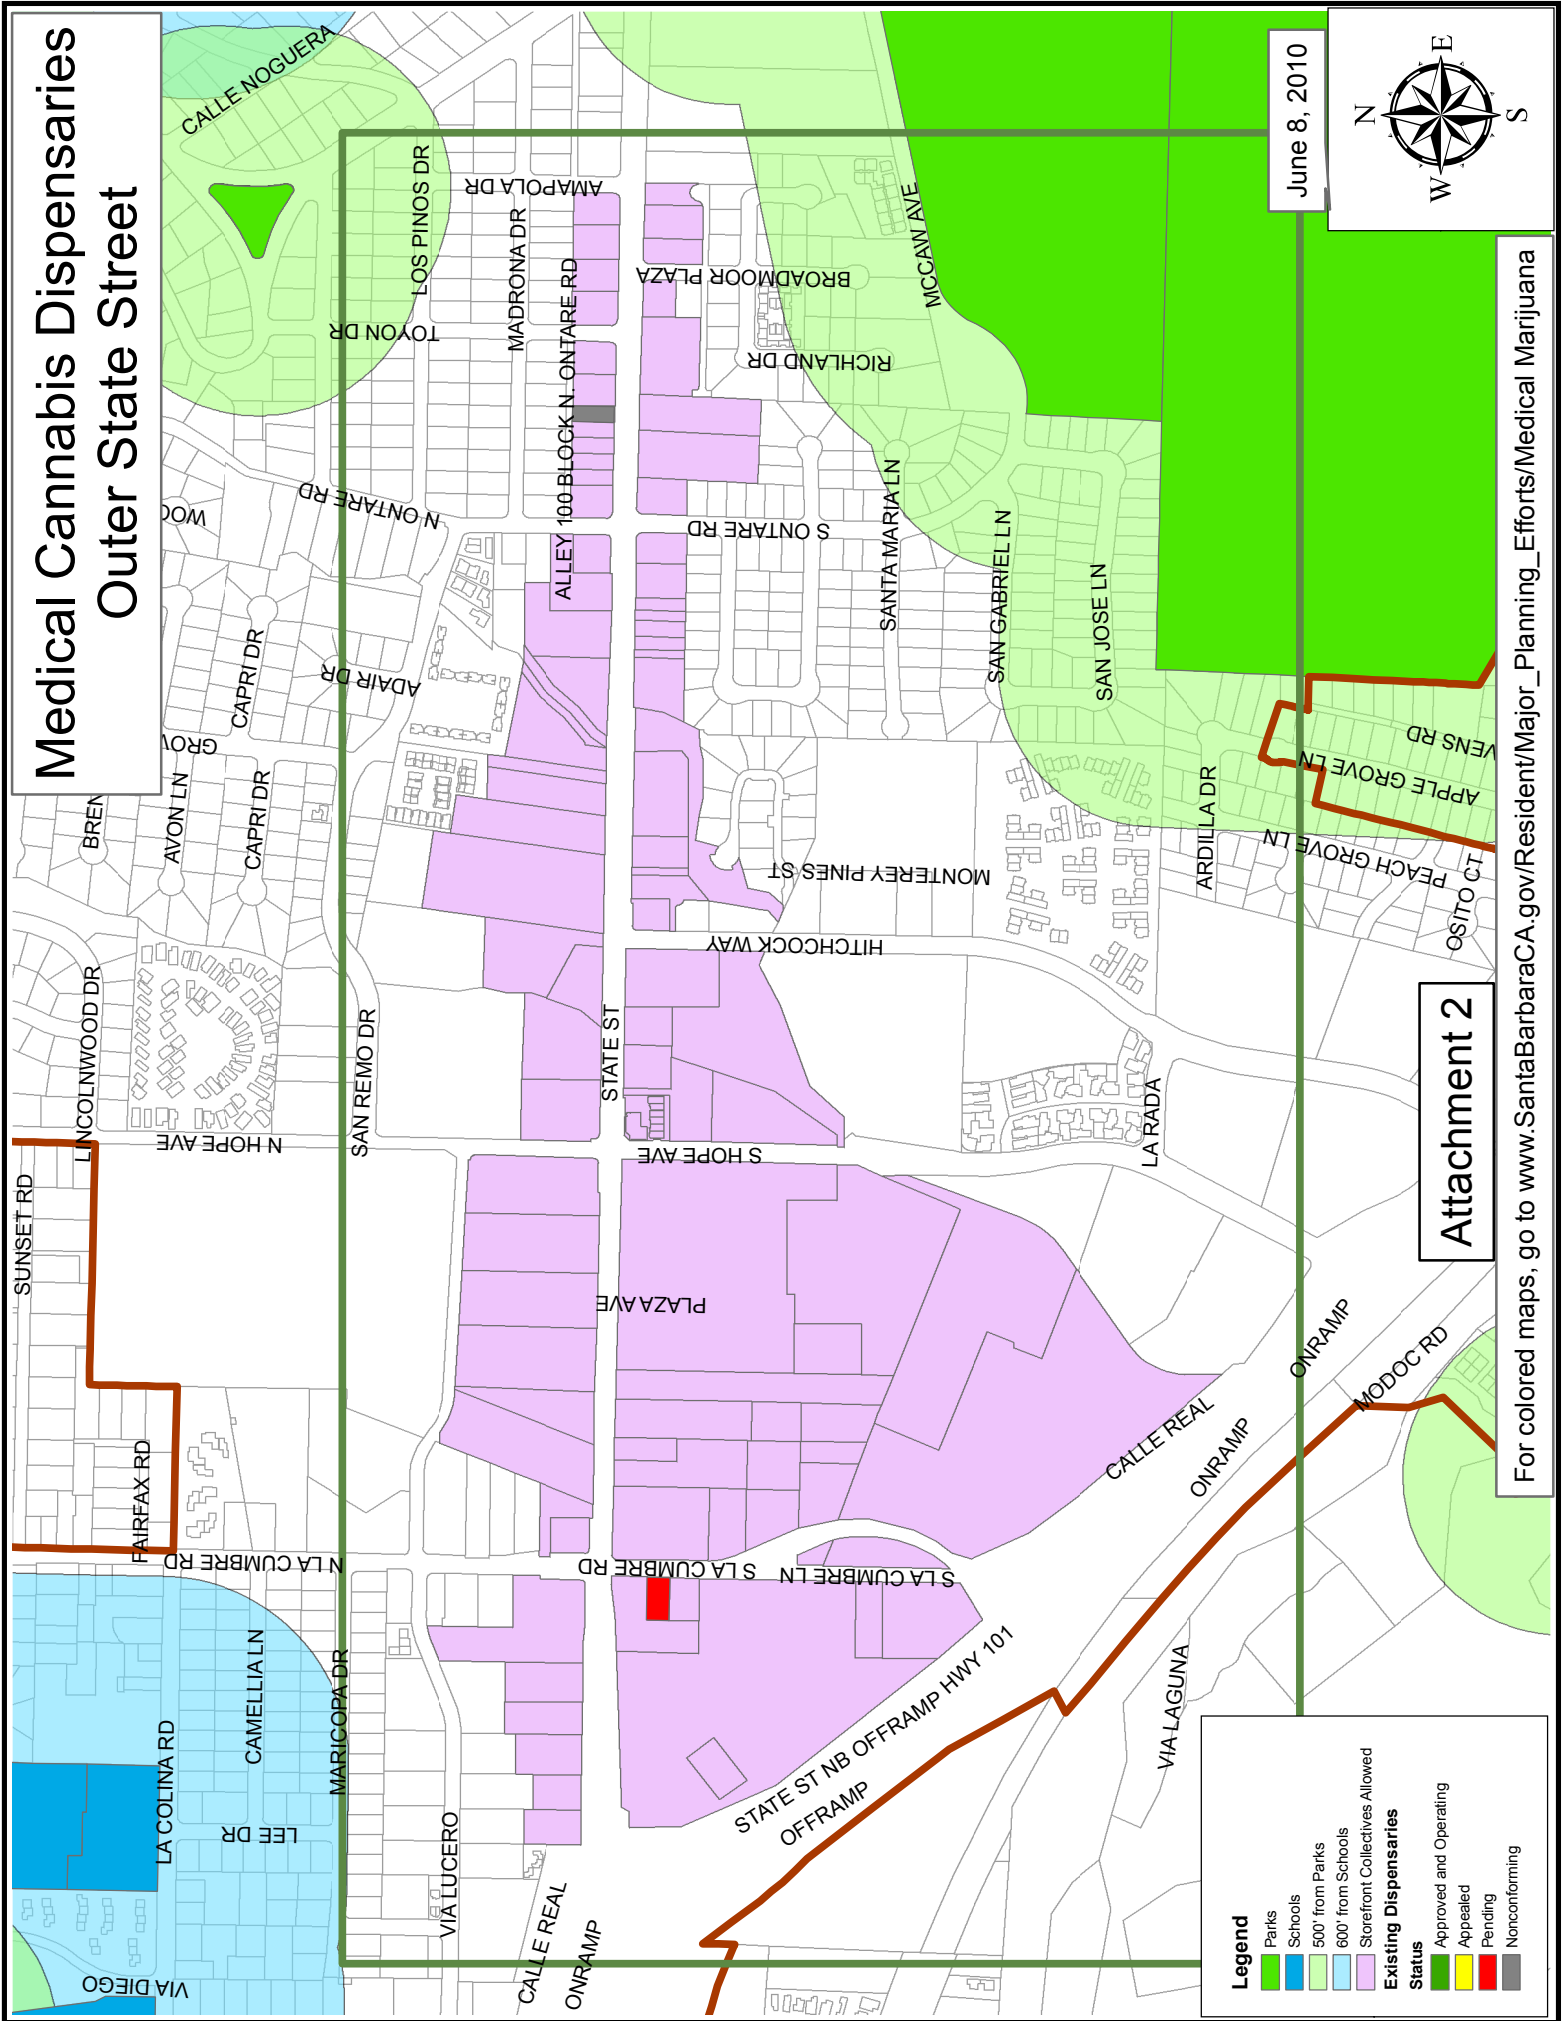 Medical Cannabis Dispensaries
Outer State Street
CALLE NOGUERA
LOS PINOS DR
AMAPOLA DR
MADRONA DR
TOYON DR
ALLEY 100 BLOCK N. ONTARE RD
BROADMOOR PLAZA
MCCAW AVE
RICHLAND DR
N ONTARE RD
WOO
S ONTARE RD
SANTA MARIA LN
SAN GABRIEL LN
SAN JOSE LN
CAPRI DR
ADAIR DR
GROV
BREN
AVON LN
CAPRI DR
MONTEREY PINES ST
ARDILLA DR
VENS RD
APPLE GROVE LN
PEACH GROVE LN
OSITO CT
HITCHCOCK WAY
LINCOLNWOOD DR
SAN REMO DR
STATE ST
N HOPE AVE
S HOPE AVE
LA RADA
SUNSET RD
PLAZA AVE
FAIRFAX RD
N LA CUMBRE RD
S LA CUMBRE RD
S LA CUMBRE LN
CALLE REAL
ONRAMP
ONRAMP
MODOC RD
CAMELLIA LN
MARICOPA DR
LA COLINA RD
LEE DR
VIA LUCERO
VIA DIEGO
STATE ST NB OFFRAMP HWY 101
OFFRAMP
VIA LAGUNA
CALLE REAL
ONRAMP
June 8, 2010
N
E
S
W
Attachment 2
For colored maps, go to www.SantaBarbaraCA.gov/Resident/Major_Planning_Efforts/Medical Marijuana
Legend
Parks
Schools
500' from Parks
600' from Schools
Storefront Collectives Allowed
Existing Dispensaries
Status
Approved and Operating
Appealed
Pending
Nonconforming